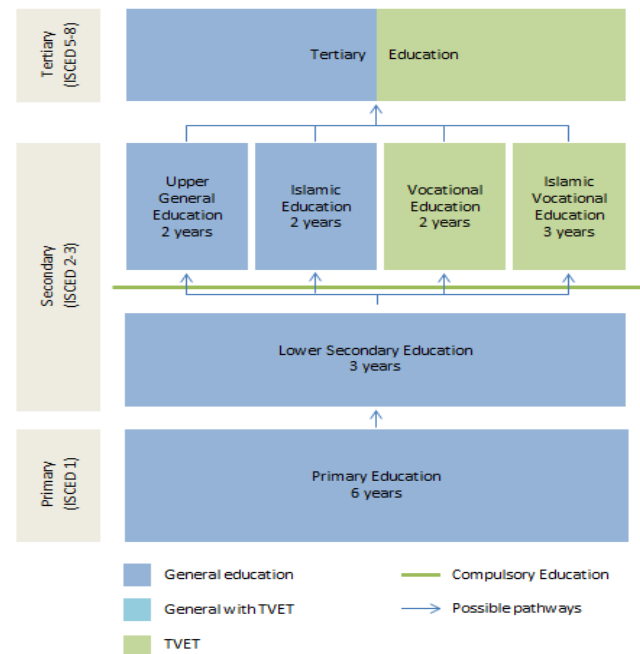 Tertiary
(ISCED 5-8)
Tertiary Education
Secondary
(ISCED 2-3)
Upper
General
Education
2 years
Islamic
Education
2 years
Vocational
Education
2 years
Islamic
Vocational
Education
3 years
Lower Secondary Education
3 years
Primary
(ISCED 1)
Primary Education
6 years
General education
Compulsory Education
General with TVET
Possible pathways
TVET